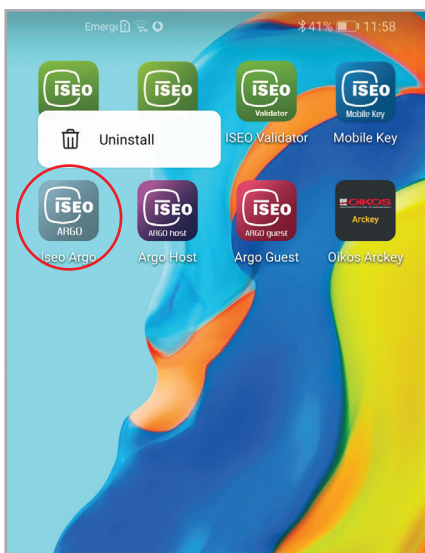 Emerge
41% 11:58
ISEO
ISEO
ISEO
Validator
ISEO
Mobile Key
Uninstall
ISEO Validator
Mobile Key
ISEO
ARGO
ISEO
ARGO host
ISEO
ARGO guest
OIKOS
Arckey
Iseo Argo
Argo Host
Argo Guest
Oikos Arckey